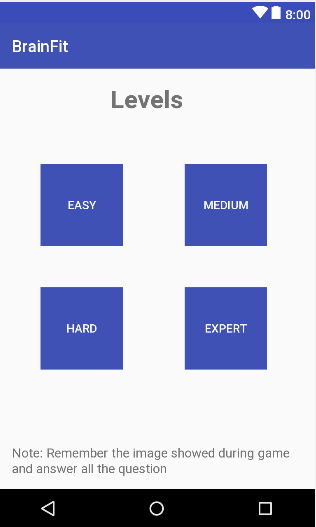 8:00
BrainFit
Levels
EASY
MEDIUM
HARD
EXPERT
Note: Remember the image showed during game
and answer all the question